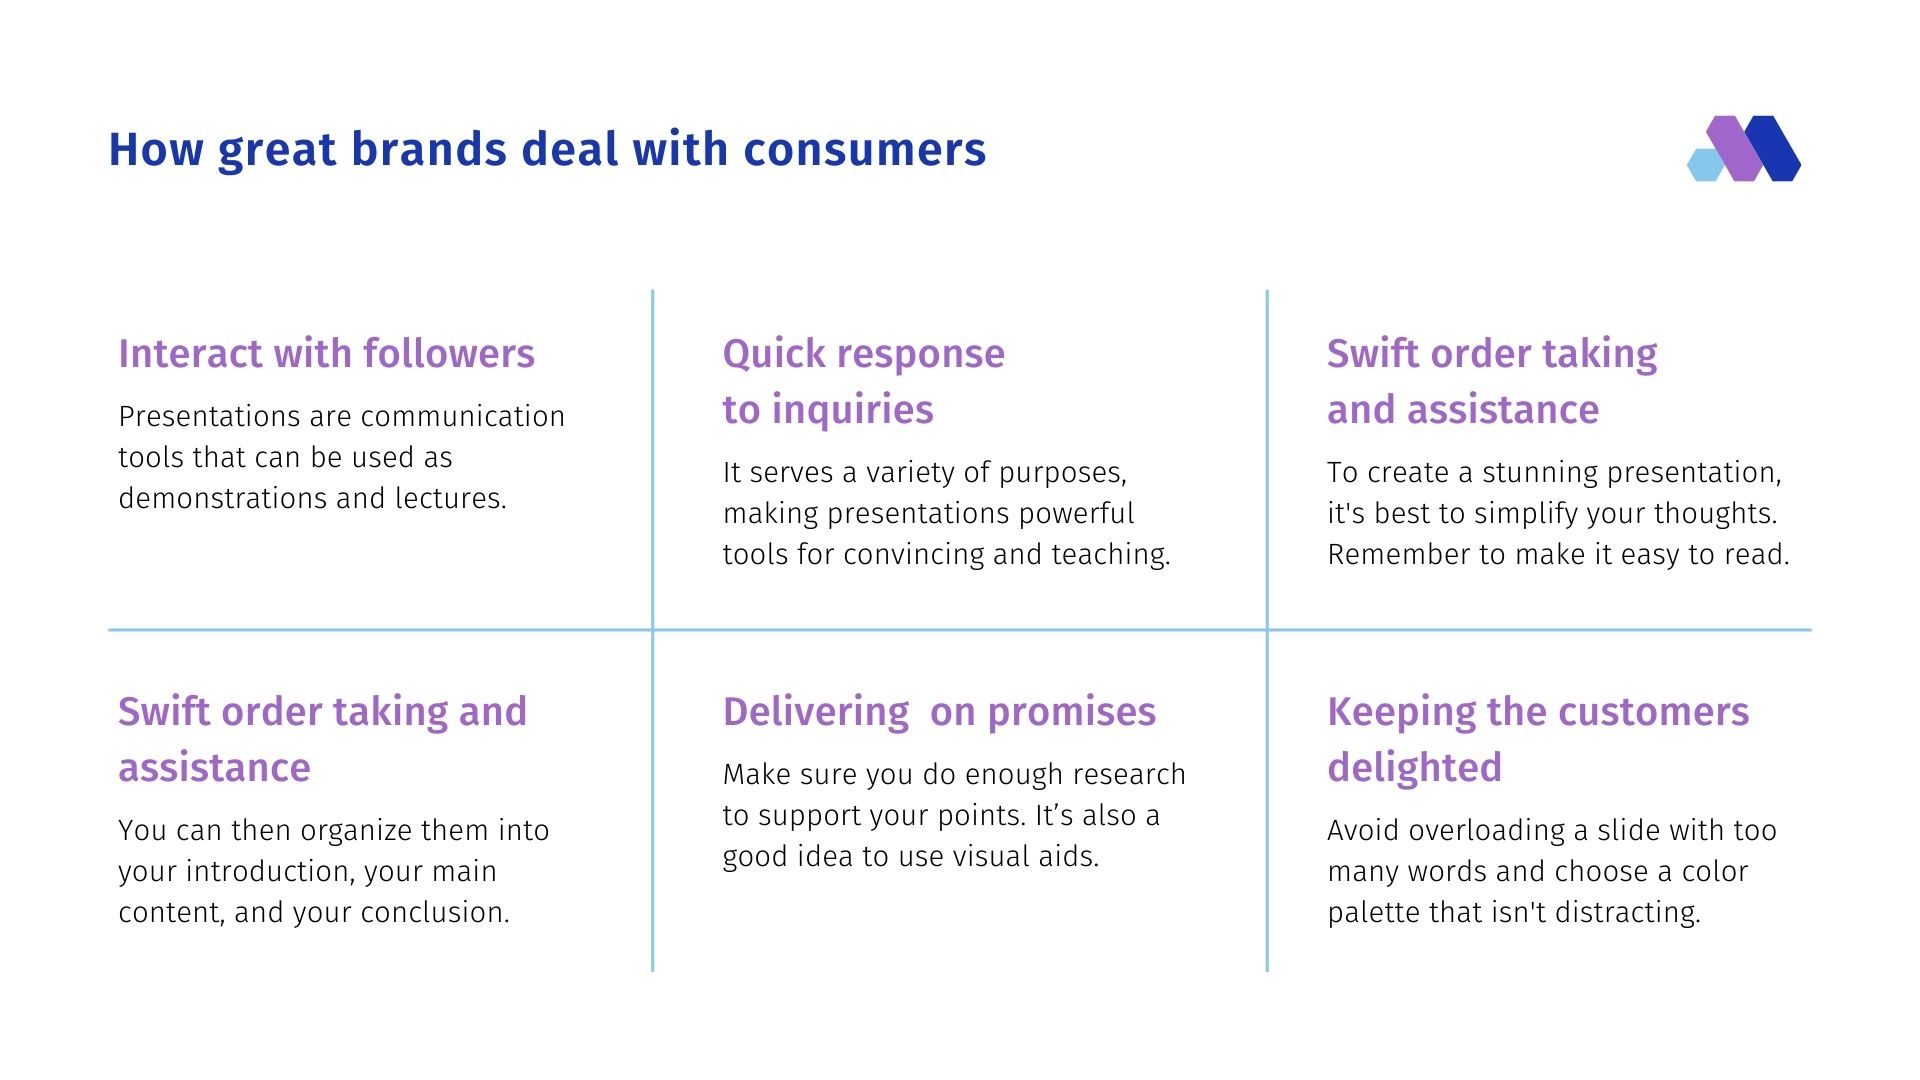 How great brands deal with consumers
Interact with followers
Presentations are communication
tools that can be used as
demonstrations and lectures.
Quick response
to inquiries
It serves a variety of purposes,
making presentations powerful
tools for convincing and teaching.
Swift order taking
and assistance
To create a stunning presentation,
it's best to simplify your thoughts.
Remember to make it easy to read.
Swift order taking and
assistance
You can then organize them into
your introduction, your main
content, and your conclusion.
Delivering  on promises
Make sure you do enough research
to support your points. It’s also a
good idea to use visual aids.
Keeping the customers
delighted
Avoid overloading a slide with too
many words and choose a color
palette that isn't distracting.